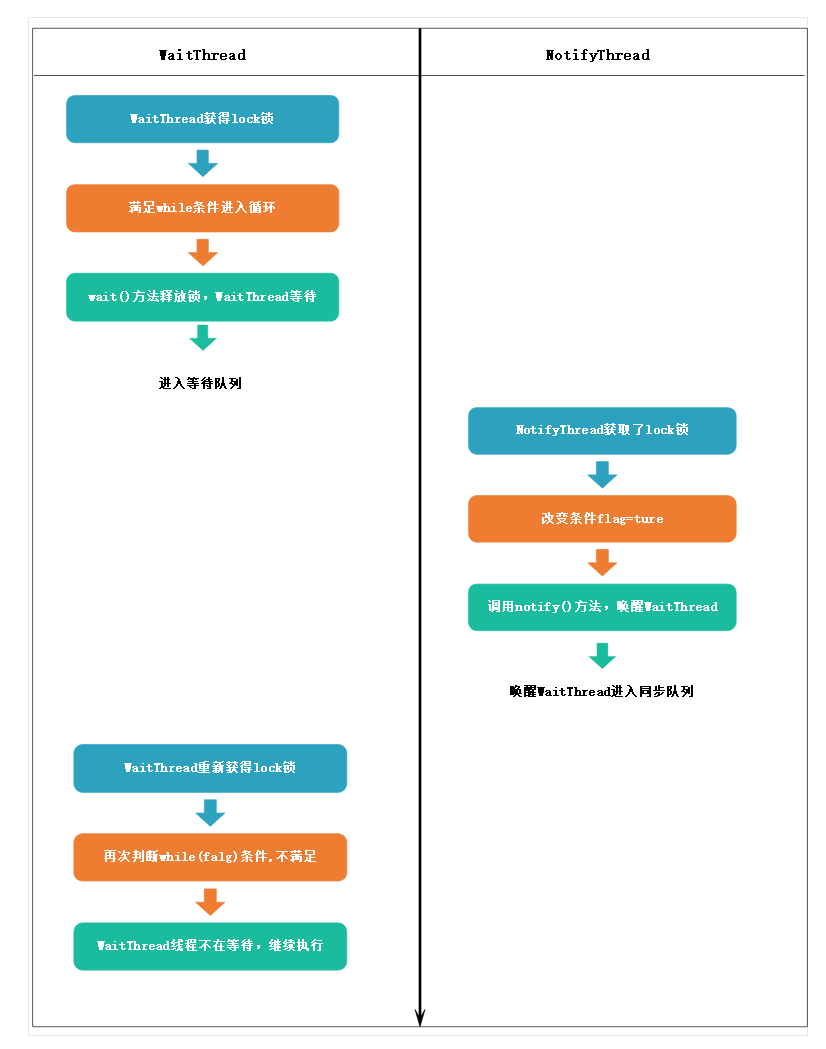 WaitThread
NotifyThread
WaitThread获得lock锁
满足while条件进入循环
wait()方法释放锁，WaitThread等待
进入等待队列
NotifyThread获取了lock锁
改变条件flag=ture
调用notify()方法，唤醒WaitThread
唤醒WaitThread进入同步队列
WaitThread重新获得lock锁
再次判断while(falg)条件,不满足
WaitThread线程不在等待，继续执行